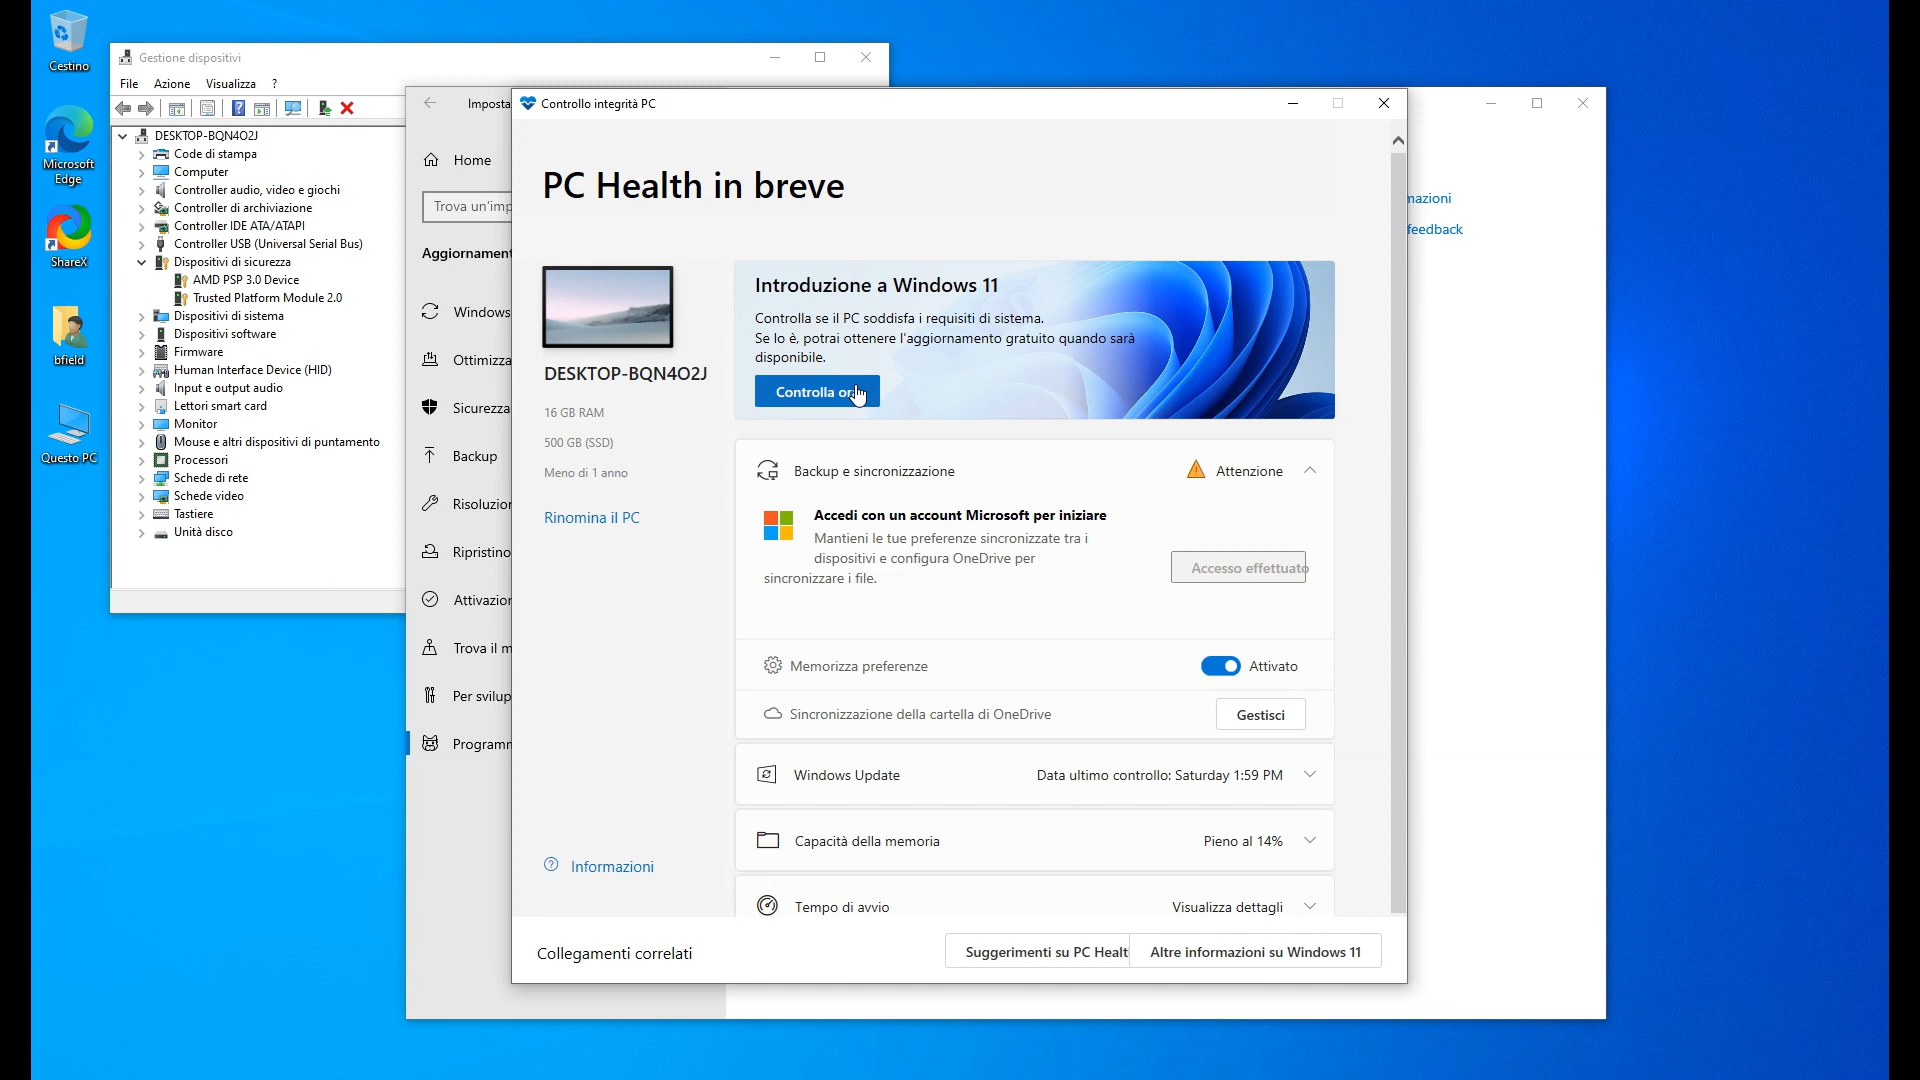 Cestino
Microsoft
Edge
ShareX
bfield
Questo PC
Gestione dispositivi
File Azione Visualizza ?
DESKTOP-BQN4O2J
Code di stampa
Computer
Controller audio, video e giochi
Controller di archiviazione
Controller IDE ATA/ATAPI
Controller USB (Universal Serial Bus)
Dispositivi di sicurezza
AMD PSP 3.0 Device
Trusted Platform Module 2.0
Dispositivi di sistema
Dispositivi software
Firmware
Human Interface Device (HID)
Input e output audio
Lettori smart card
Monitor
Mouse e altri dispositivi di puntamento
Processori
Schede di rete
Schede video
Tastiere
Unità disco
Imposta
Home
Trova un'imp
Aggiornament
Windows
Ottimizza
Sicurezza
Backup
Risoluzior
Ripristino
Attivazior
Trova il m
Per svilup
Programm
mazioni
feedback
Controllo integrità PC
PC Health in breve
DESKTOP-BQN4O2J
16 GB RAM
500 GB (SSD)
Meno di 1 anno
Rinomina il PC
Informazioni
Introduzione a Windows 11
Controlla se il PC soddisfa i requisiti di sistema.
Se lo è, potrai ottenere l'aggiornamento gratuito quando sarà
disponibile.
Controlla ora
Backup e sincronizzazione Attenzione
Accedi con un account Microsoft per iniziare
Mantieni le tue preferenze sincronizzate tra i
dispositivi e configura OneDrive per
sincronizzare i file.
Accesso effettuato
Memorizza preferenze Attivato
Sincronizzazione della cartella di OneDrive Gestisci
Windows Update Data ultimo controllo: Saturday 1:59 PM
Capacità della memoria Pieno al 14%
Tempo di avvio Visualizza dettagli
Collegamenti correlati
Suggerimenti su PC Healt
Altre informazioni su Windows 11